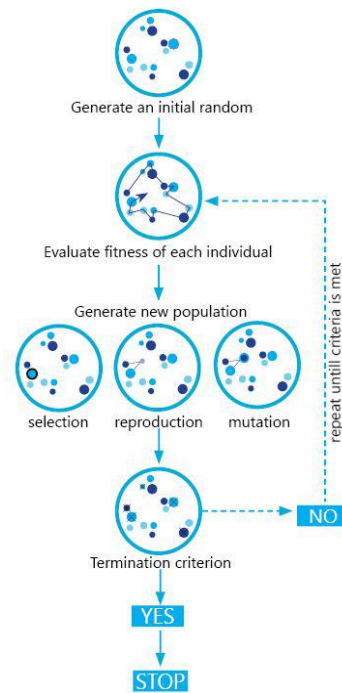 Generate an initial random
Evaluate fitness of each individual
Generate new population
selection
reproduction
mutation
repeat untill criteria is met
Termination criterion
NO
YES
STOP